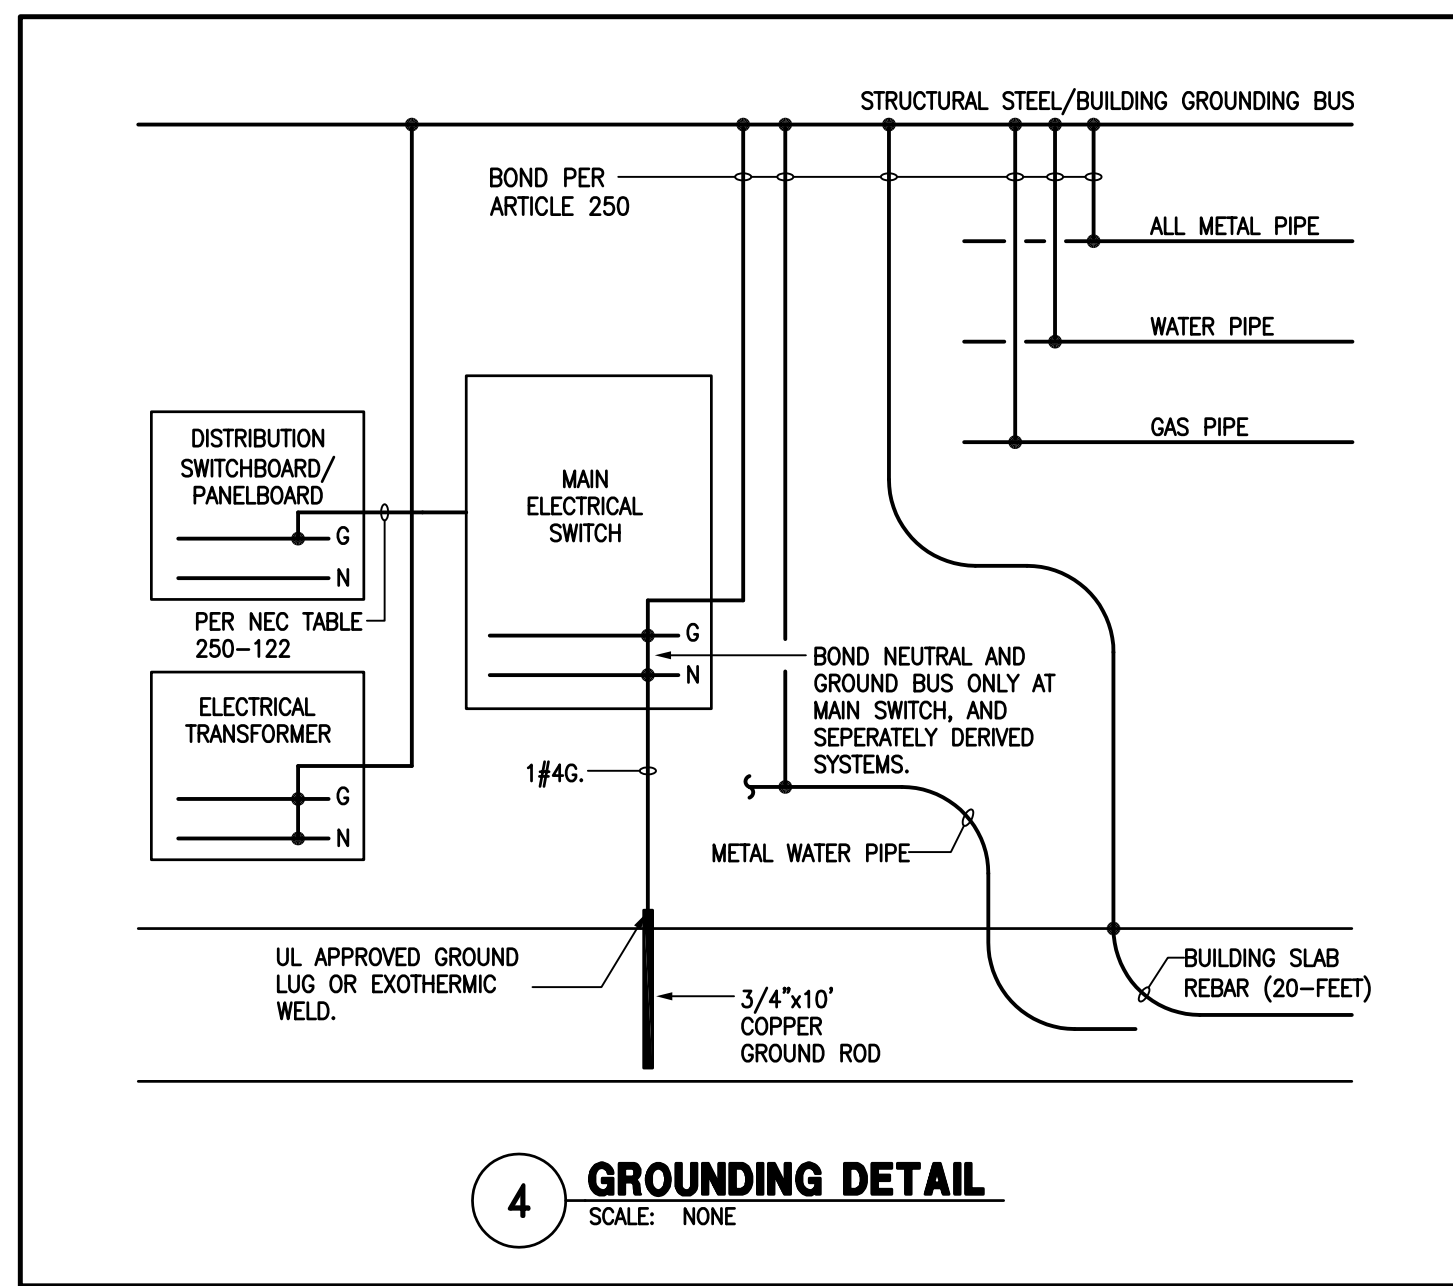 STRUCTURAL STEEL/BUILDING GROUNDING BUS
BOND PER
ARTICLE 250
ALL METAL PIPE
WATER PIPE
GAS PIPE
DISTRIBUTION
SWITCHBOARD/
PANELBOARD
G
N
PER NEC TABLE
250-122
MAIN
ELECTRICAL
SWITCH
G
N
BOND NEUTRAL AND
GROUND BUS ONLY AT
MAIN SWITCH, AND
SEPERATELY DERIVED
SYSTEMS.
ELECTRICAL
TRANSFORMER
G
N
1#4G.
METAL WATER PIPE
UL APPROVED GROUND
LUG OR EXOTHERMIC
WELD.
3/4"x10'
COPPER
GROUND ROD
BUILDING SLAB
REBAR (20-FEET)
4
GROUNDING DETAIL
SCALE: NONE